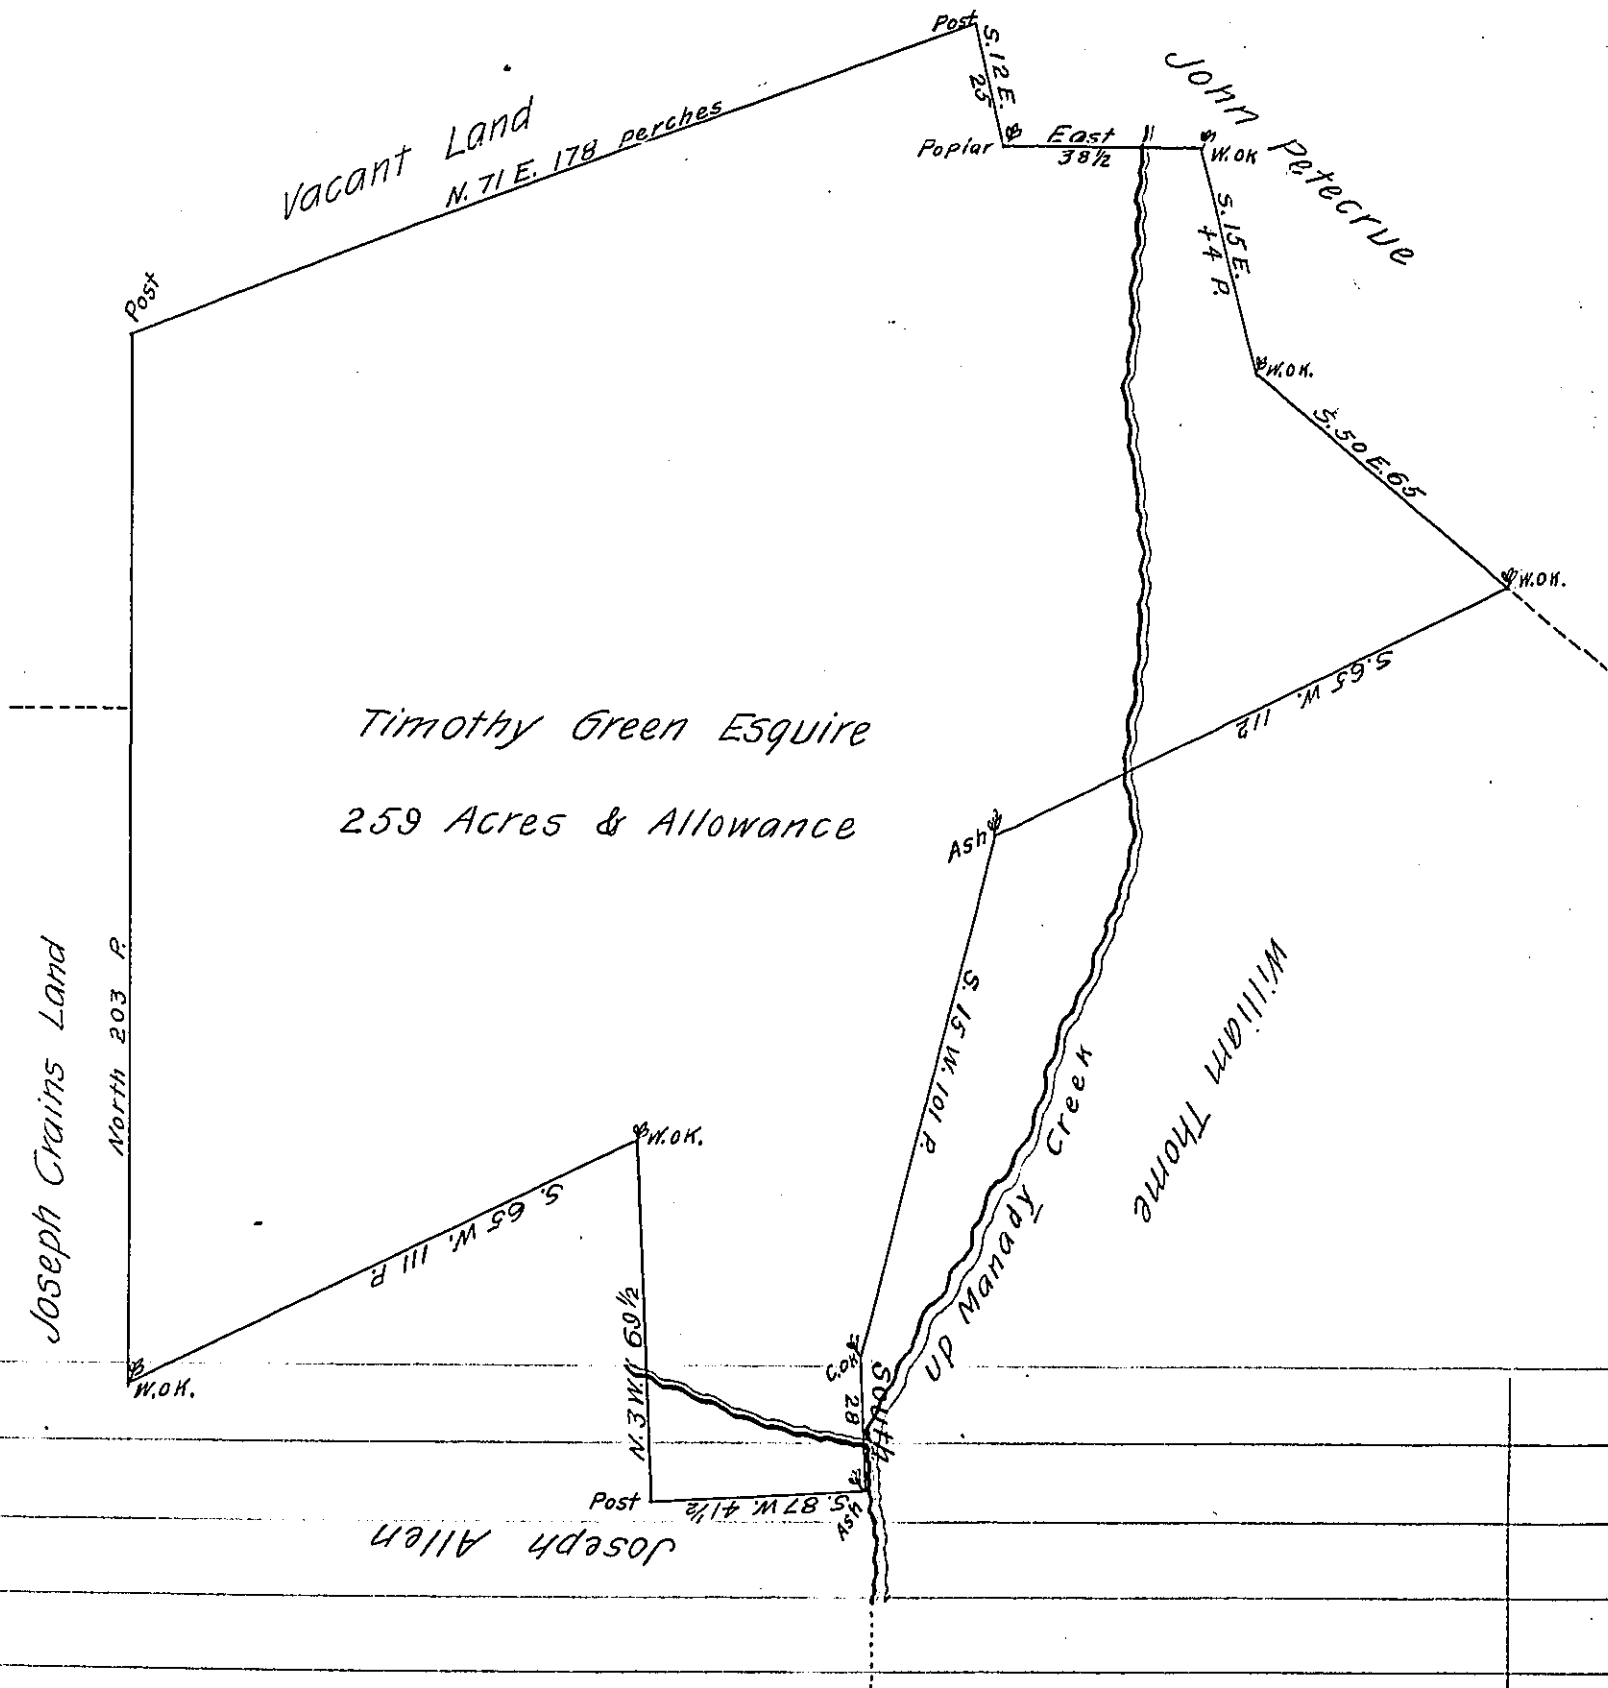 Post
S. 12 E.
25
John Petecrue
Vacant Land
N. 71 E. 178 perches
Poplar
East
38½
W.OK
Post
S. 15 E.
44 P.
W.OK.
S. 50 E. 65
W.OK.
S. 65 W. 112
Timothy Green Esquire
259 Acres & Allowance
Ash
Joseph Crains Land
North 203 P.
S. 15 W. 101 P.
William Thome
Creek
W.OK.
S. 65 W. 111 P.
Manady
N. 3 W. 69½
W.OK.
C.OK
South
28
Post
S. 87 W. 41½
Ash
Joseph Allen